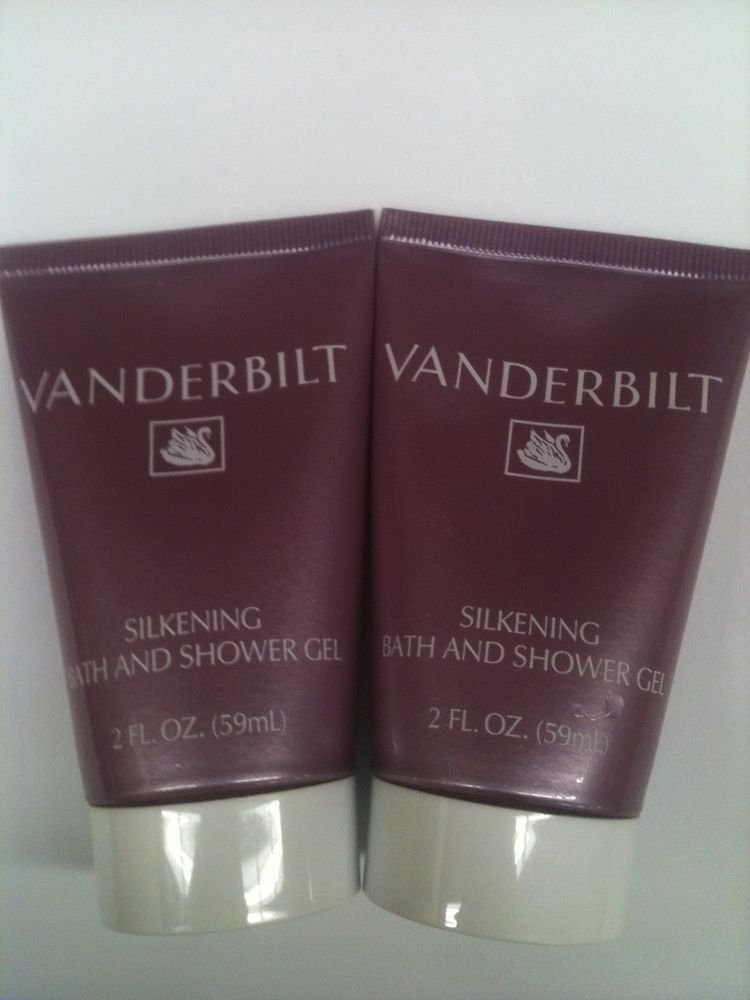 VANDERBILT
SILKENING
BATH AND SHOWER GEL
2 FL. OZ. (59mL)
VANDERBILT
SILKENING
BATH AND SHOWER GEL
2 FL. OZ. (59mL)